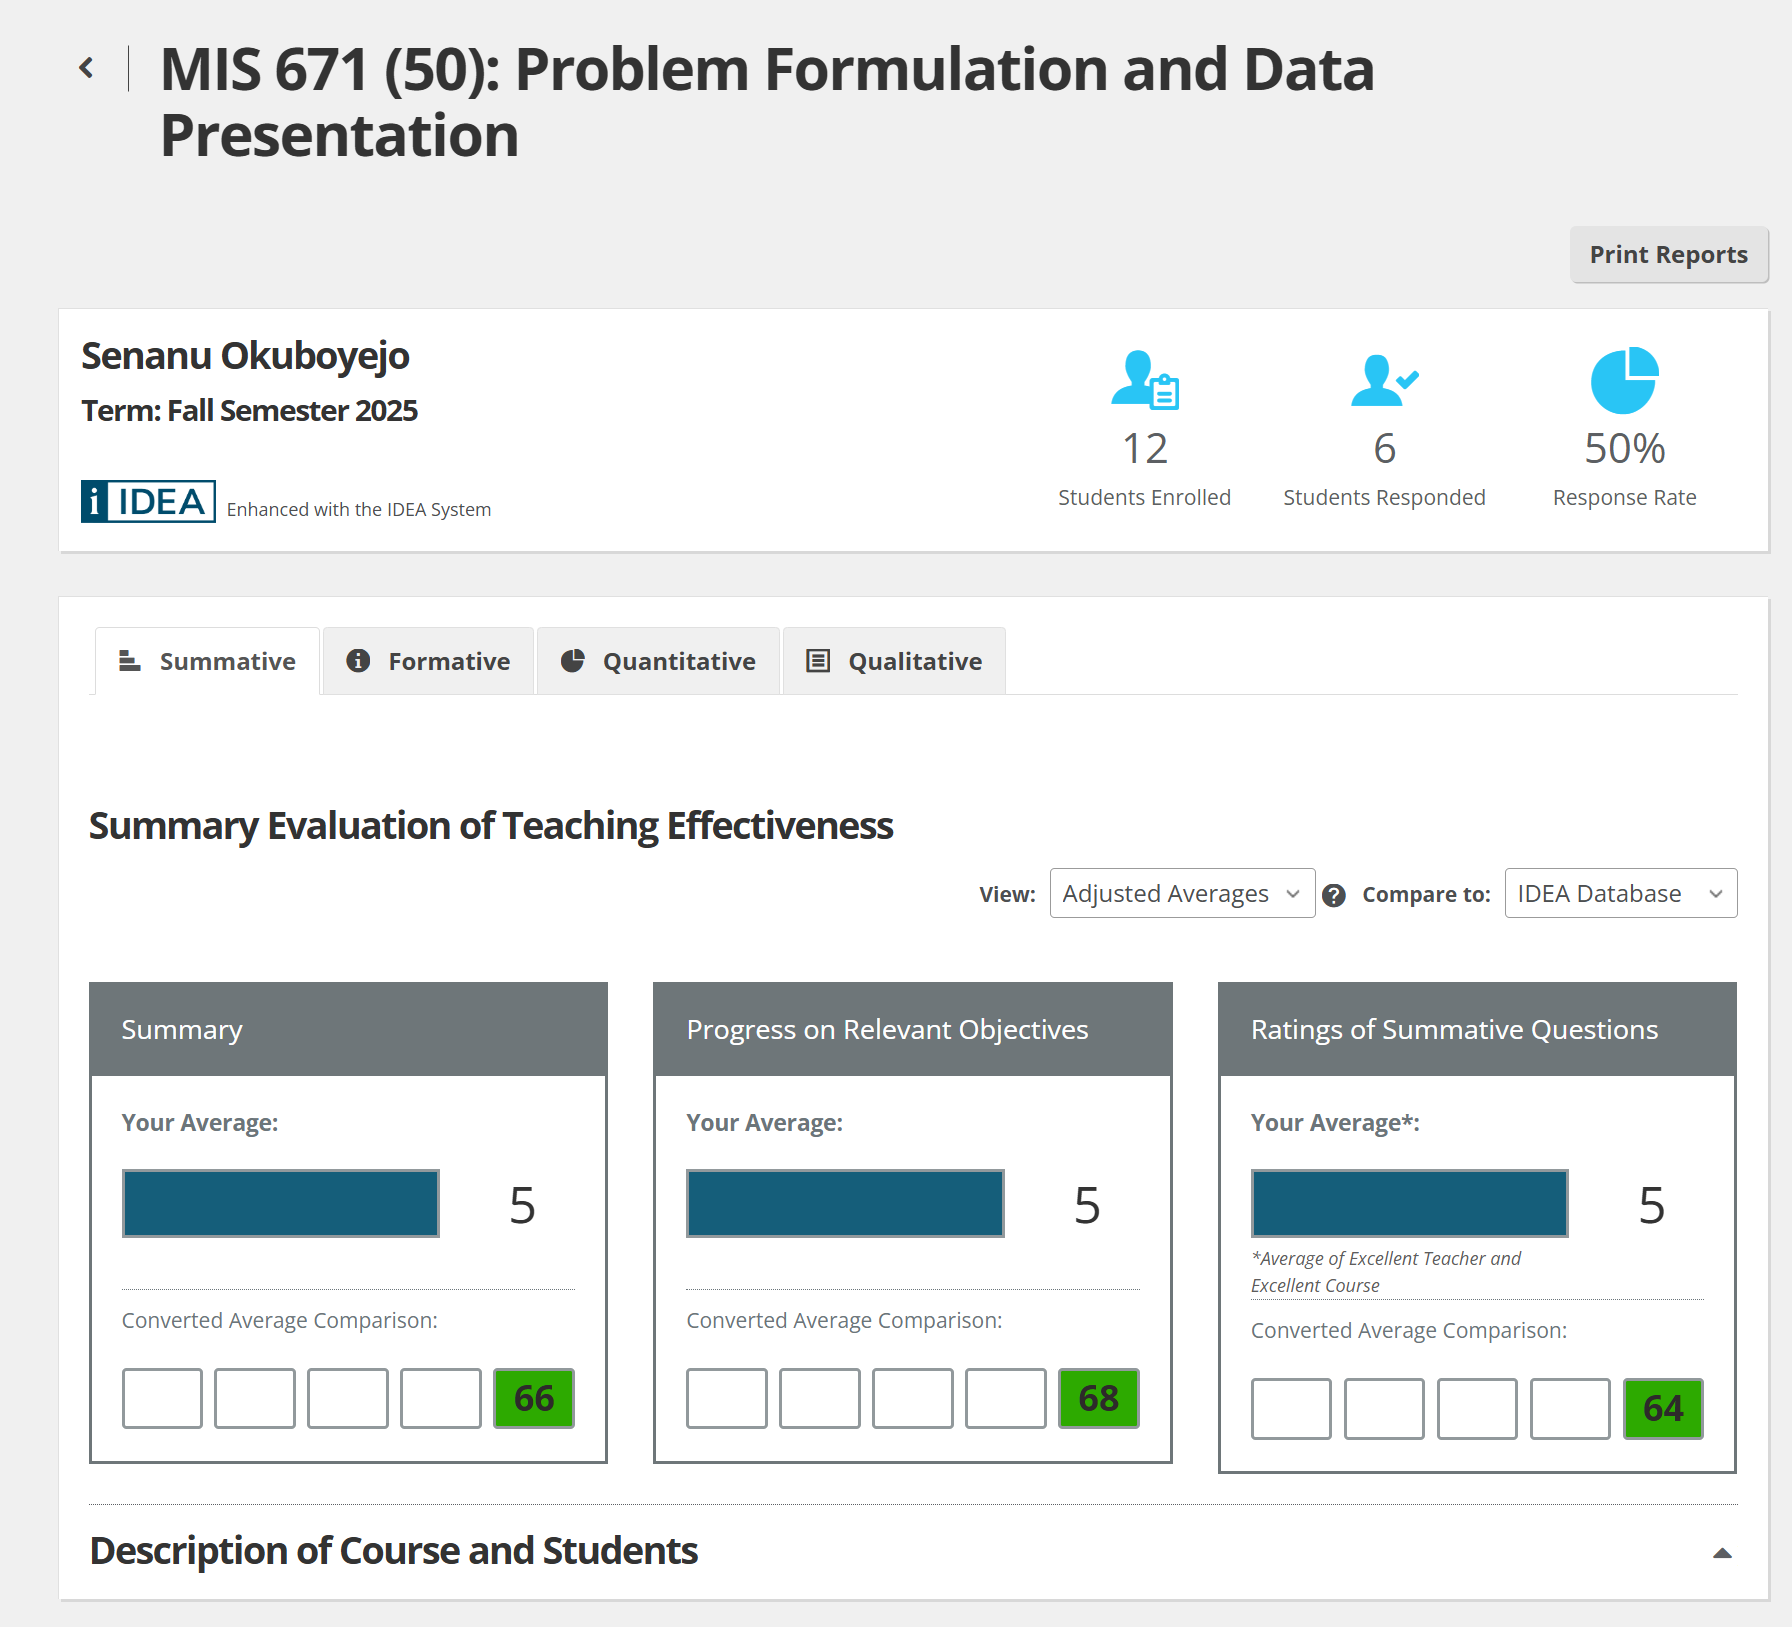 MIS 671 (50): Problem Formulation and Data
Presentation
Print Reports
Senanu Okuboyejo
Term: Fall Semester 2025
i IDEA Enhanced with the IDEA System
12
Students Enrolled
6
Students Responded
50%
Response Rate
Summative
Formative
Quantitative
Qualitative
Summary Evaluation of Teaching Effectiveness
View: Adjusted Averages ? Compare to: IDEA Database
Summary
Your Average:
5
Converted Average Comparison:
66
Progress on Relevant Objectives
Your Average:
5
Converted Average Comparison:
68
Ratings of Summative Questions
Your Average*:
5
*Average of Excellent Teacher and
Excellent Course
Converted Average Comparison:
64
Description of Course and Students